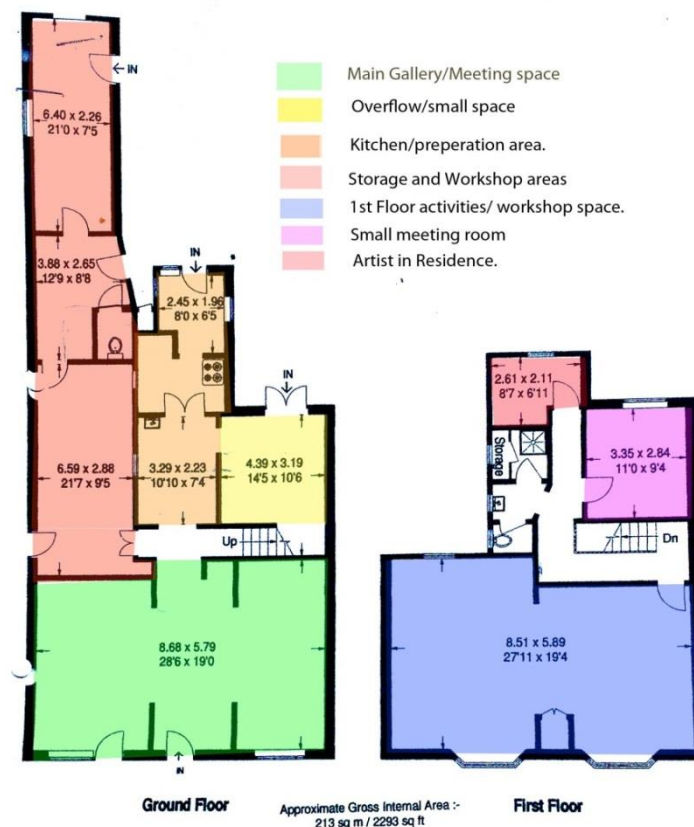 IN
6.40 x 2.26
21'0 x 7'5
Main Gallery/Meeting space
Overflow/small space
Kitchen/preperation area.
Storage and Workshop areas
1st Floor activities/ workshop space.
Small meeting room
Artist in Residence.
3.88 x 2.65
12'9 x 8'8
IN
2.45 x 1.96
8'0 x 6'5
IN
6.59 x 2.88
21'7 x 9'5
3.29 x 2.23
10'10 x 7'4
4.39 x 3.19
14'5 x 10'6
Up
8.68 x 5.79
28'6 x 19'0
IN
2.61 x 2.11
8'7 x 6'11
Storage
3.35 x 2.84
11'0 x 9'4
Dn
8.51 x 5.89
27'11 x 19'4
Ground Floor
Approximate Gross Internal Area :-
213 sq m / 2293 sq ft
First Floor